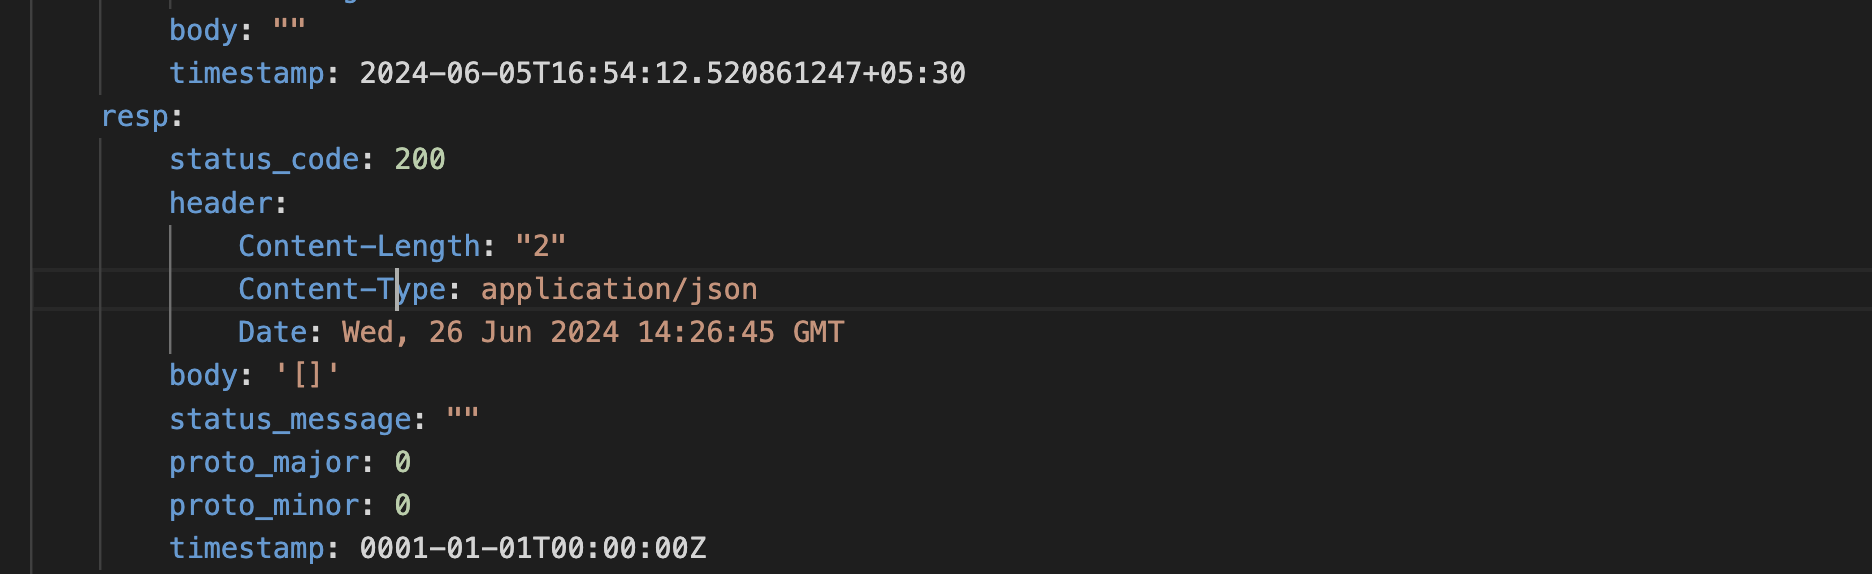 body: ""
timestamp: 2024-06-05T16:54:12.520861247+05:30
resp:
status_code: 200
header:
Content-Length: "2"
Content-Type: application/json
Date: Wed, 26 Jun 2024 14:26:45 GMT
body: '[]'
status_message: ""
proto_major: 0
proto_minor: 0
timestamp: 0001-01-01T00:00:00Z